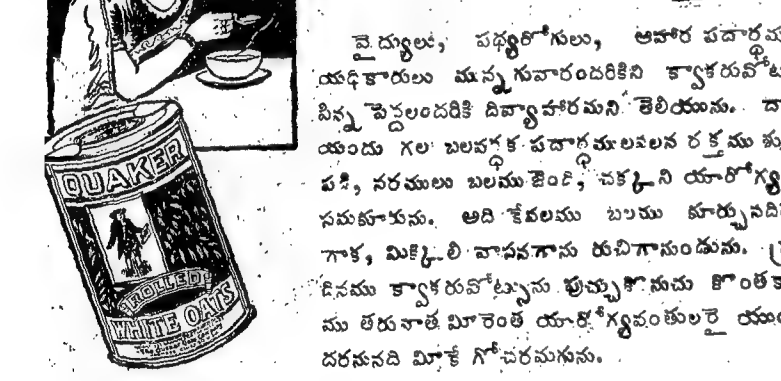 QUAKER
ROLLED
WHITE OATS
వైద్యులు, పథ్యరోగులు, ఆహార పదార్థమ
యధికారులు మన్నగువారందరికిని క్వాకరువోట
పిన్న పెద్దలందరికి దివ్యాహారమని తెలియును.
యందు గల బలవర్ధక పదార్థములవలన రక్తము శు
పడి, నరములు బలముజెంది, చక్కని యారోగ్య
సమకూరును. అది కేవలము బలము కూర్చునది
గాక, మిక్కిలి వాసనగాను రుచిగానుండును.
దినము క్వాకరువోట్సును పుచ్చుకొనుచు కొంతక
ము తరువాత మీరెంత యారోగ్యవంతులరై యుం
దరనునది మీకే గోచరమగును.